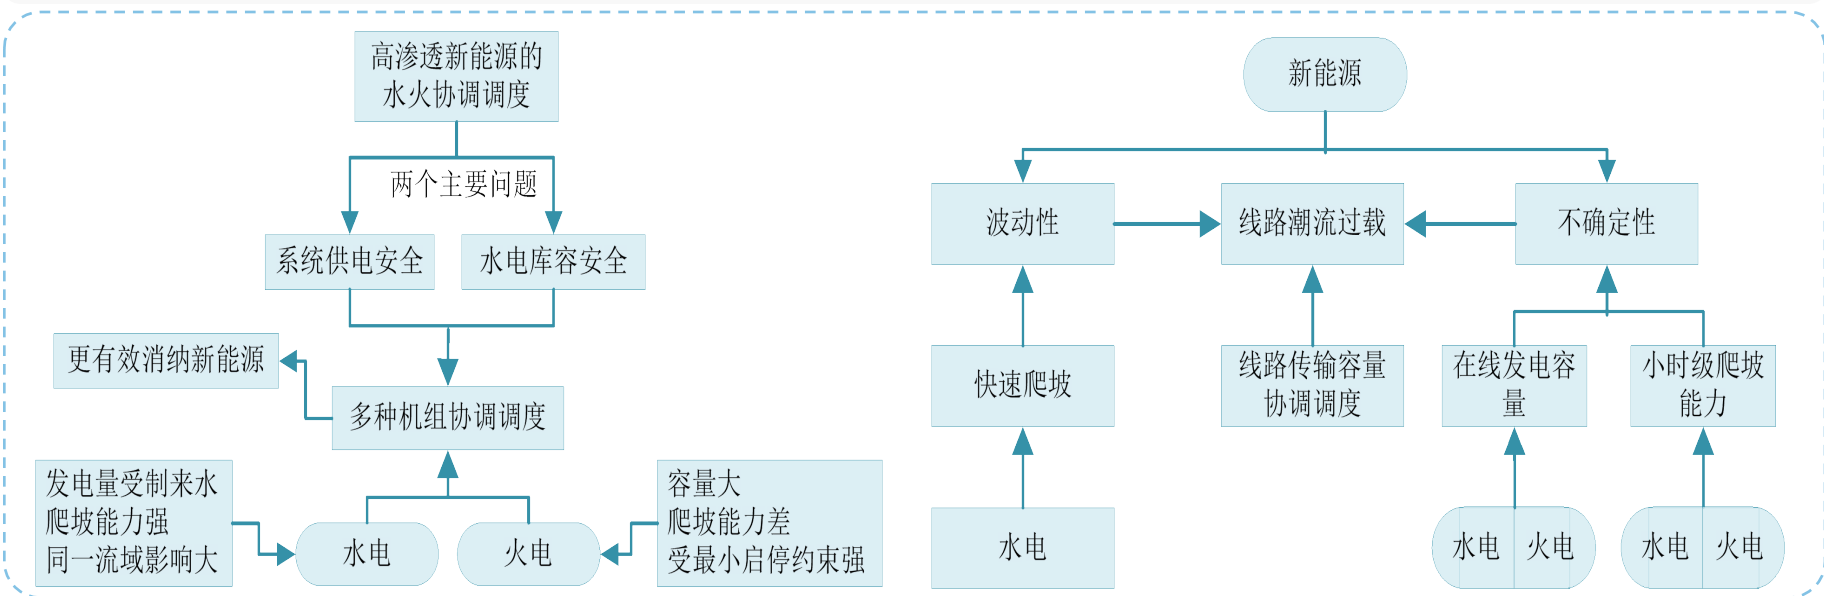 高渗透新能源的
水火协调调度
两个主要问题
系统供电安全
水电库容安全
更有效消纳新能源
多种机组协调调度
发电量受制来水
爬坡能力强
同一流域影响大
水电
火电
容量大
爬坡能力差
受最小启停约束强
新能源
波动性
线路潮流过载
不确定性
快速爬坡
线路传输容量
协调调度
在线发电容
量
小时级爬坡
能力
水电
水电
火电
水电
火电